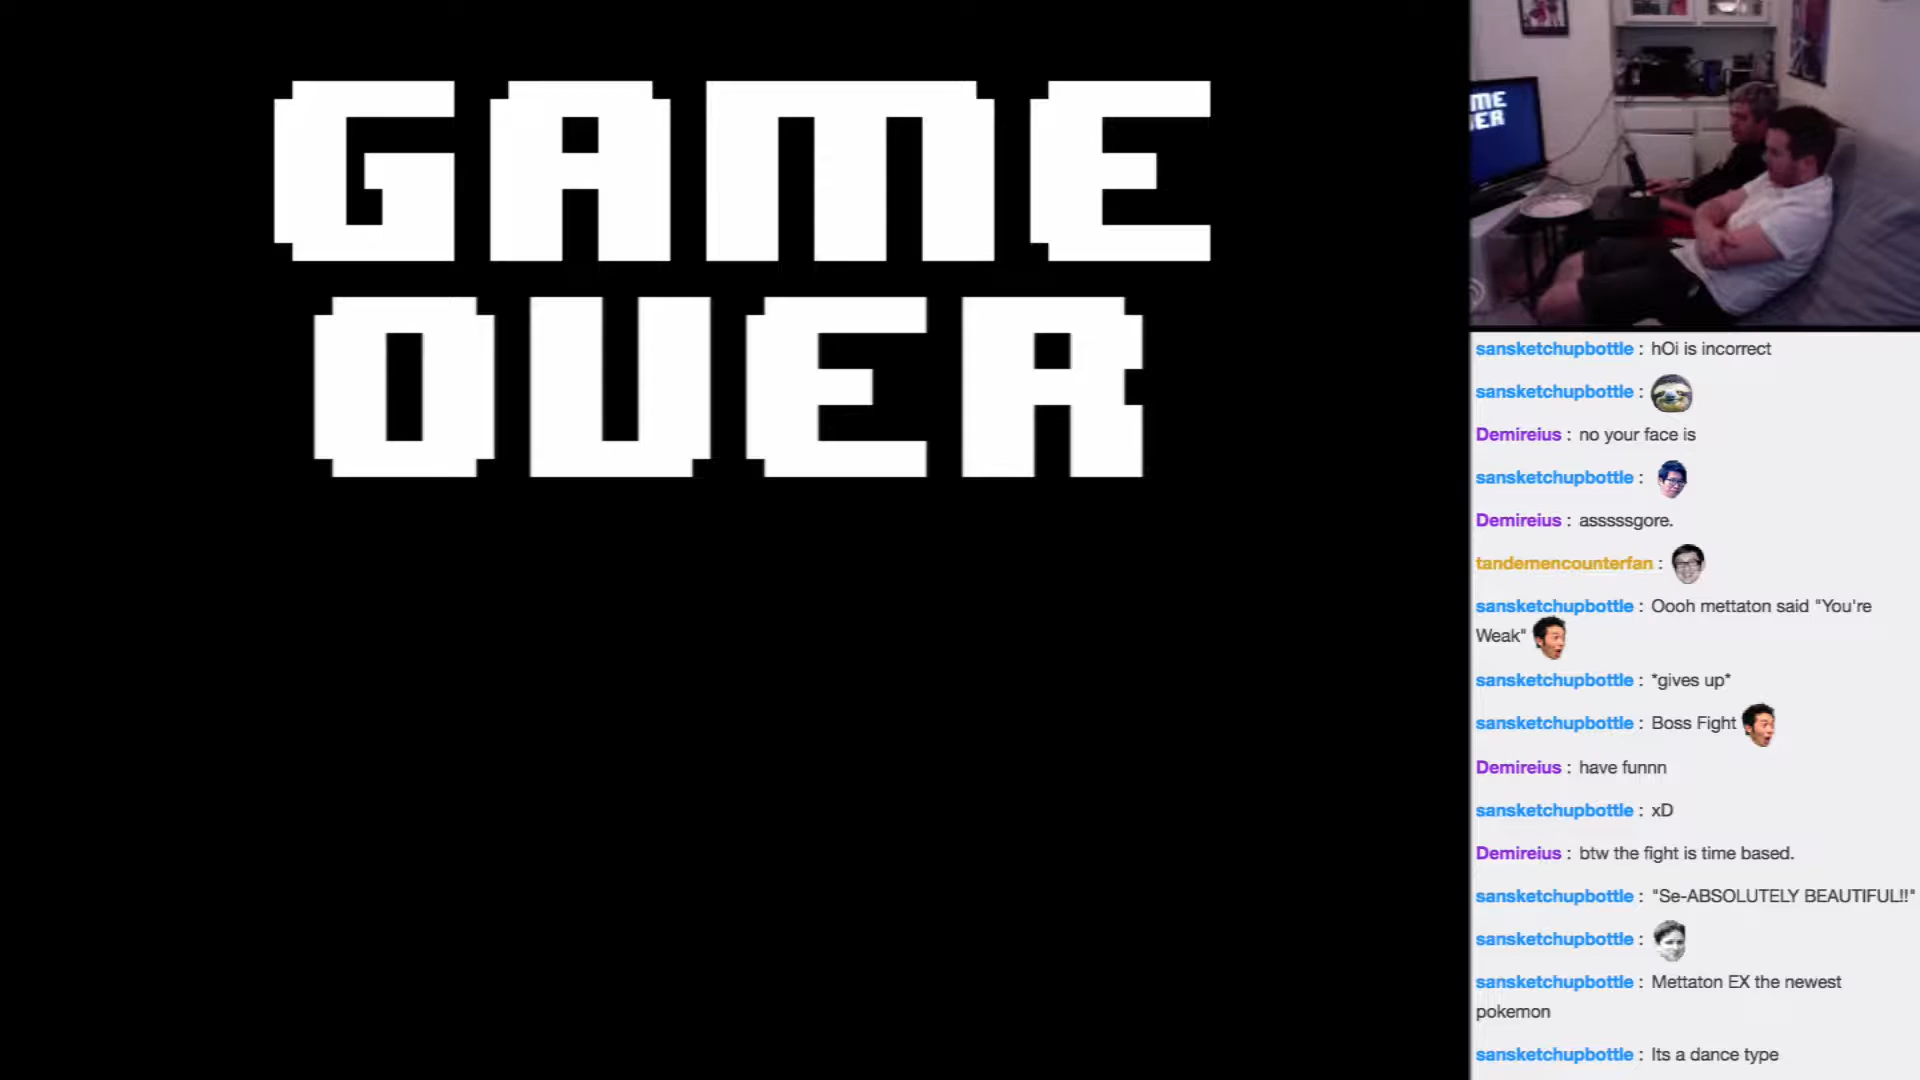 GAME
OVER
ME
ER
sansketchupbottle : hOi is incorrect
sansketchupbottle :
Demireius : no your face is
sansketchupbottle :
Demireius : asssssgore.
tandemencounterfan :
sansketchupbottle : Oooh mettaton said "You're
Weak"
sansketchupbottle : *gives up*
sansketchupbottle : Boss Fight
Demireius : have funnn
sansketchupbottle : xD
Demireius : btw the fight is time based.
sansketchupbottle : "Se-ABSOLUTELY BEAUTIFUL!!"
sansketchupbottle :
sansketchupbottle : Mettaton EX the newest
pokemon
sansketchupbottle : Its a dance type